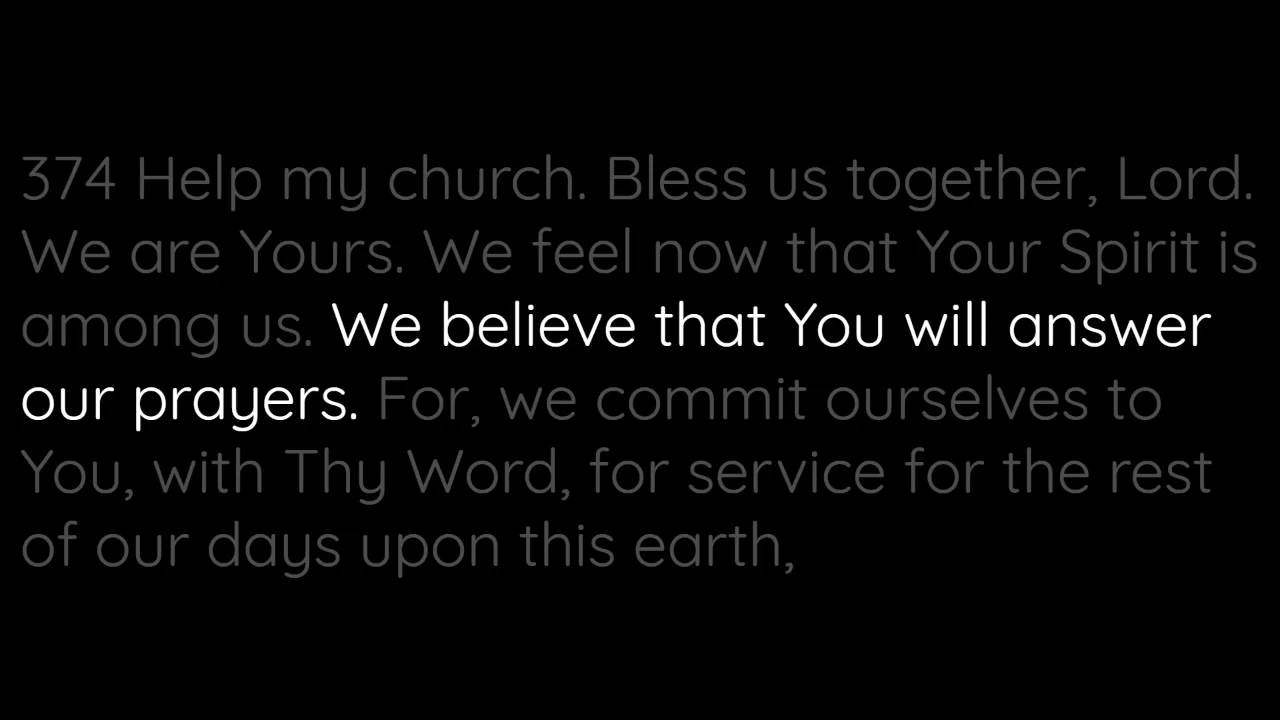 374 Help my church. Bless us together, Lord.
We are Yours. We feel now that Your Spirit is
among us. We believe that You will answer
our prayers. For, we commit ourselves to
You, with Thy Word, for service for the rest
of our days upon this earth,